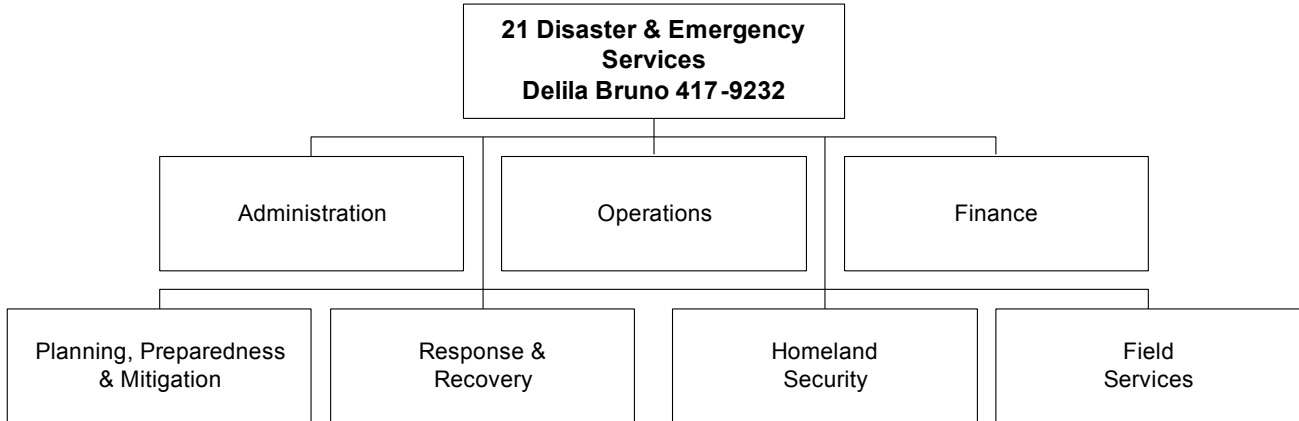 21 Disaster & Emergency
Services
Delila Bruno 417-9232
Administration
Operations
Finance
Planning, Preparedness
& Mitigation
Response &
Recovery
Homeland
Security
Field
Services